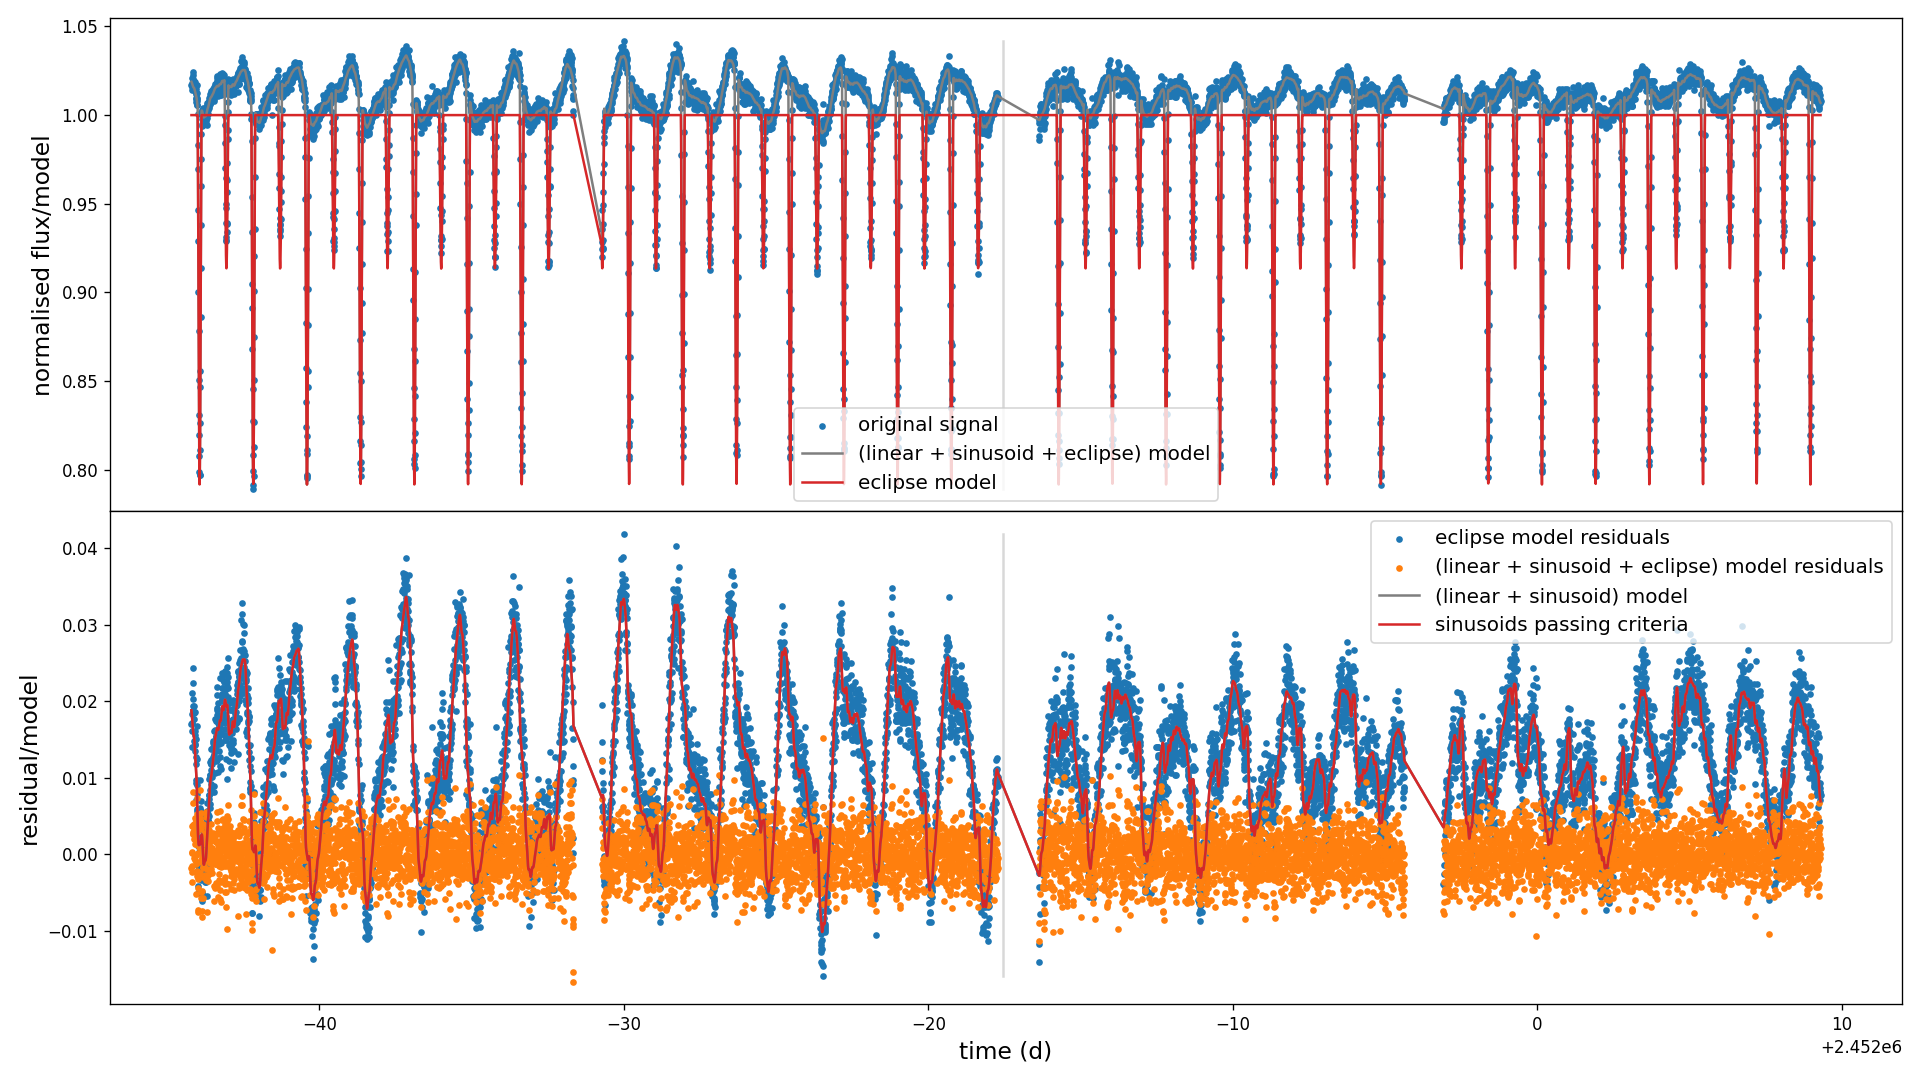 1.05
1.00
0.95
0.90
0.85
0.80
normalised flux/model
original signal
(linear + sinusoid + eclipse) model
eclipse model
0.04
0.03
0.02
0.01
0.00
−0.01
residual/model
eclipse model residuals
(linear + sinusoid + eclipse) model residuals
(linear + sinusoid) model
sinusoids passing criteria
−40
−30
−20
−10
0
10
time (d)
+2.452e6